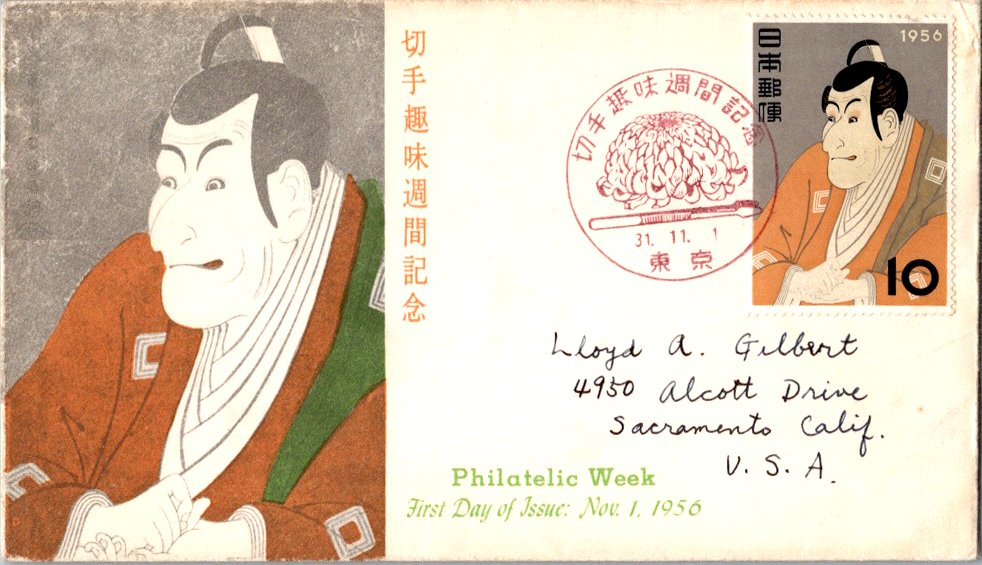 切手趣味週間記念
切手趣味週間記念
31. 11. 1
東京
1956
日本郵便
10
Lloyd A. Gilbert
4950 Alcott Drive
Sacramento Calif.
U. S. A.
Philatelic Week
First Day of Issue: Nov. 1, 1956